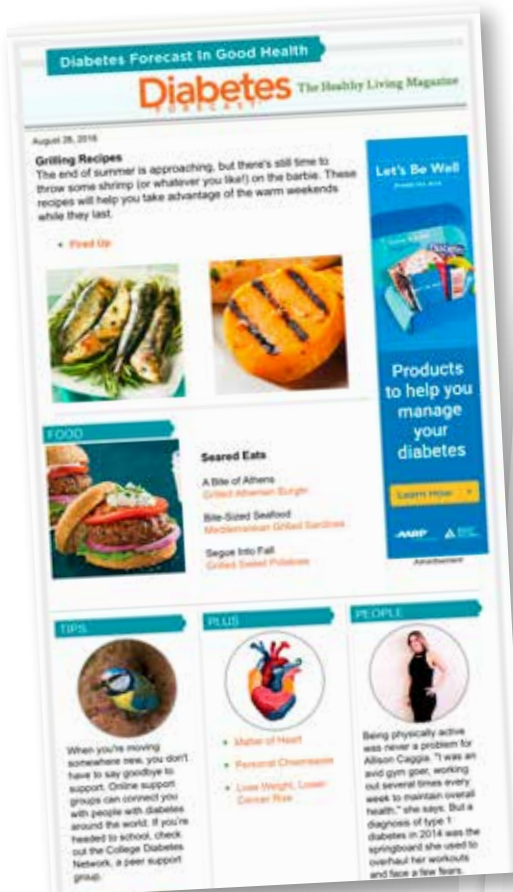 Diabetes Forecast In Good Health
Diabetes
FORECAST
The Healthy Living Magazine
August 28, 2016
Grilling Recipes
The end of summer is approaching, but there's still time to
throw some shrimp (or whatever you like!) on the barbie. These
recipes will help you take advantage of the warm weekends
while they last.
• Fired Up
Let's Be Well
Products
to help you
manage
your
diabetes
Learn more
AARP
Advertisement
FOOD
Seared Eats
A Bite of Athens
Grilled Athenian Burger
Bite-Sized Seafood
Mediterranean Grilled Sardines
Segue Into Fall
Grilled Sweet Potatoes
TIPS
When you're moving
somewhere new, you don't
have to say goodbye to
support. Online support
groups can connect you
with people with diabetes
around the world. If you're
headed to school, check
out the College Diabetes
Network, a peer support
group.
PLUS
• Matter of Heart
• Personal Cheerleader
• Lose Weight, Lower
Cancer Risk
PEOPLE
Being physically active
was never a problem for
Allison Caggia. "I was an
avid gym goer, working
out several times every
week to maintain overall
health," she says. But a
diagnosis of type 1
diabetes in 2014 was the
springboard she used to
overhaul her workouts
and face a few fears.